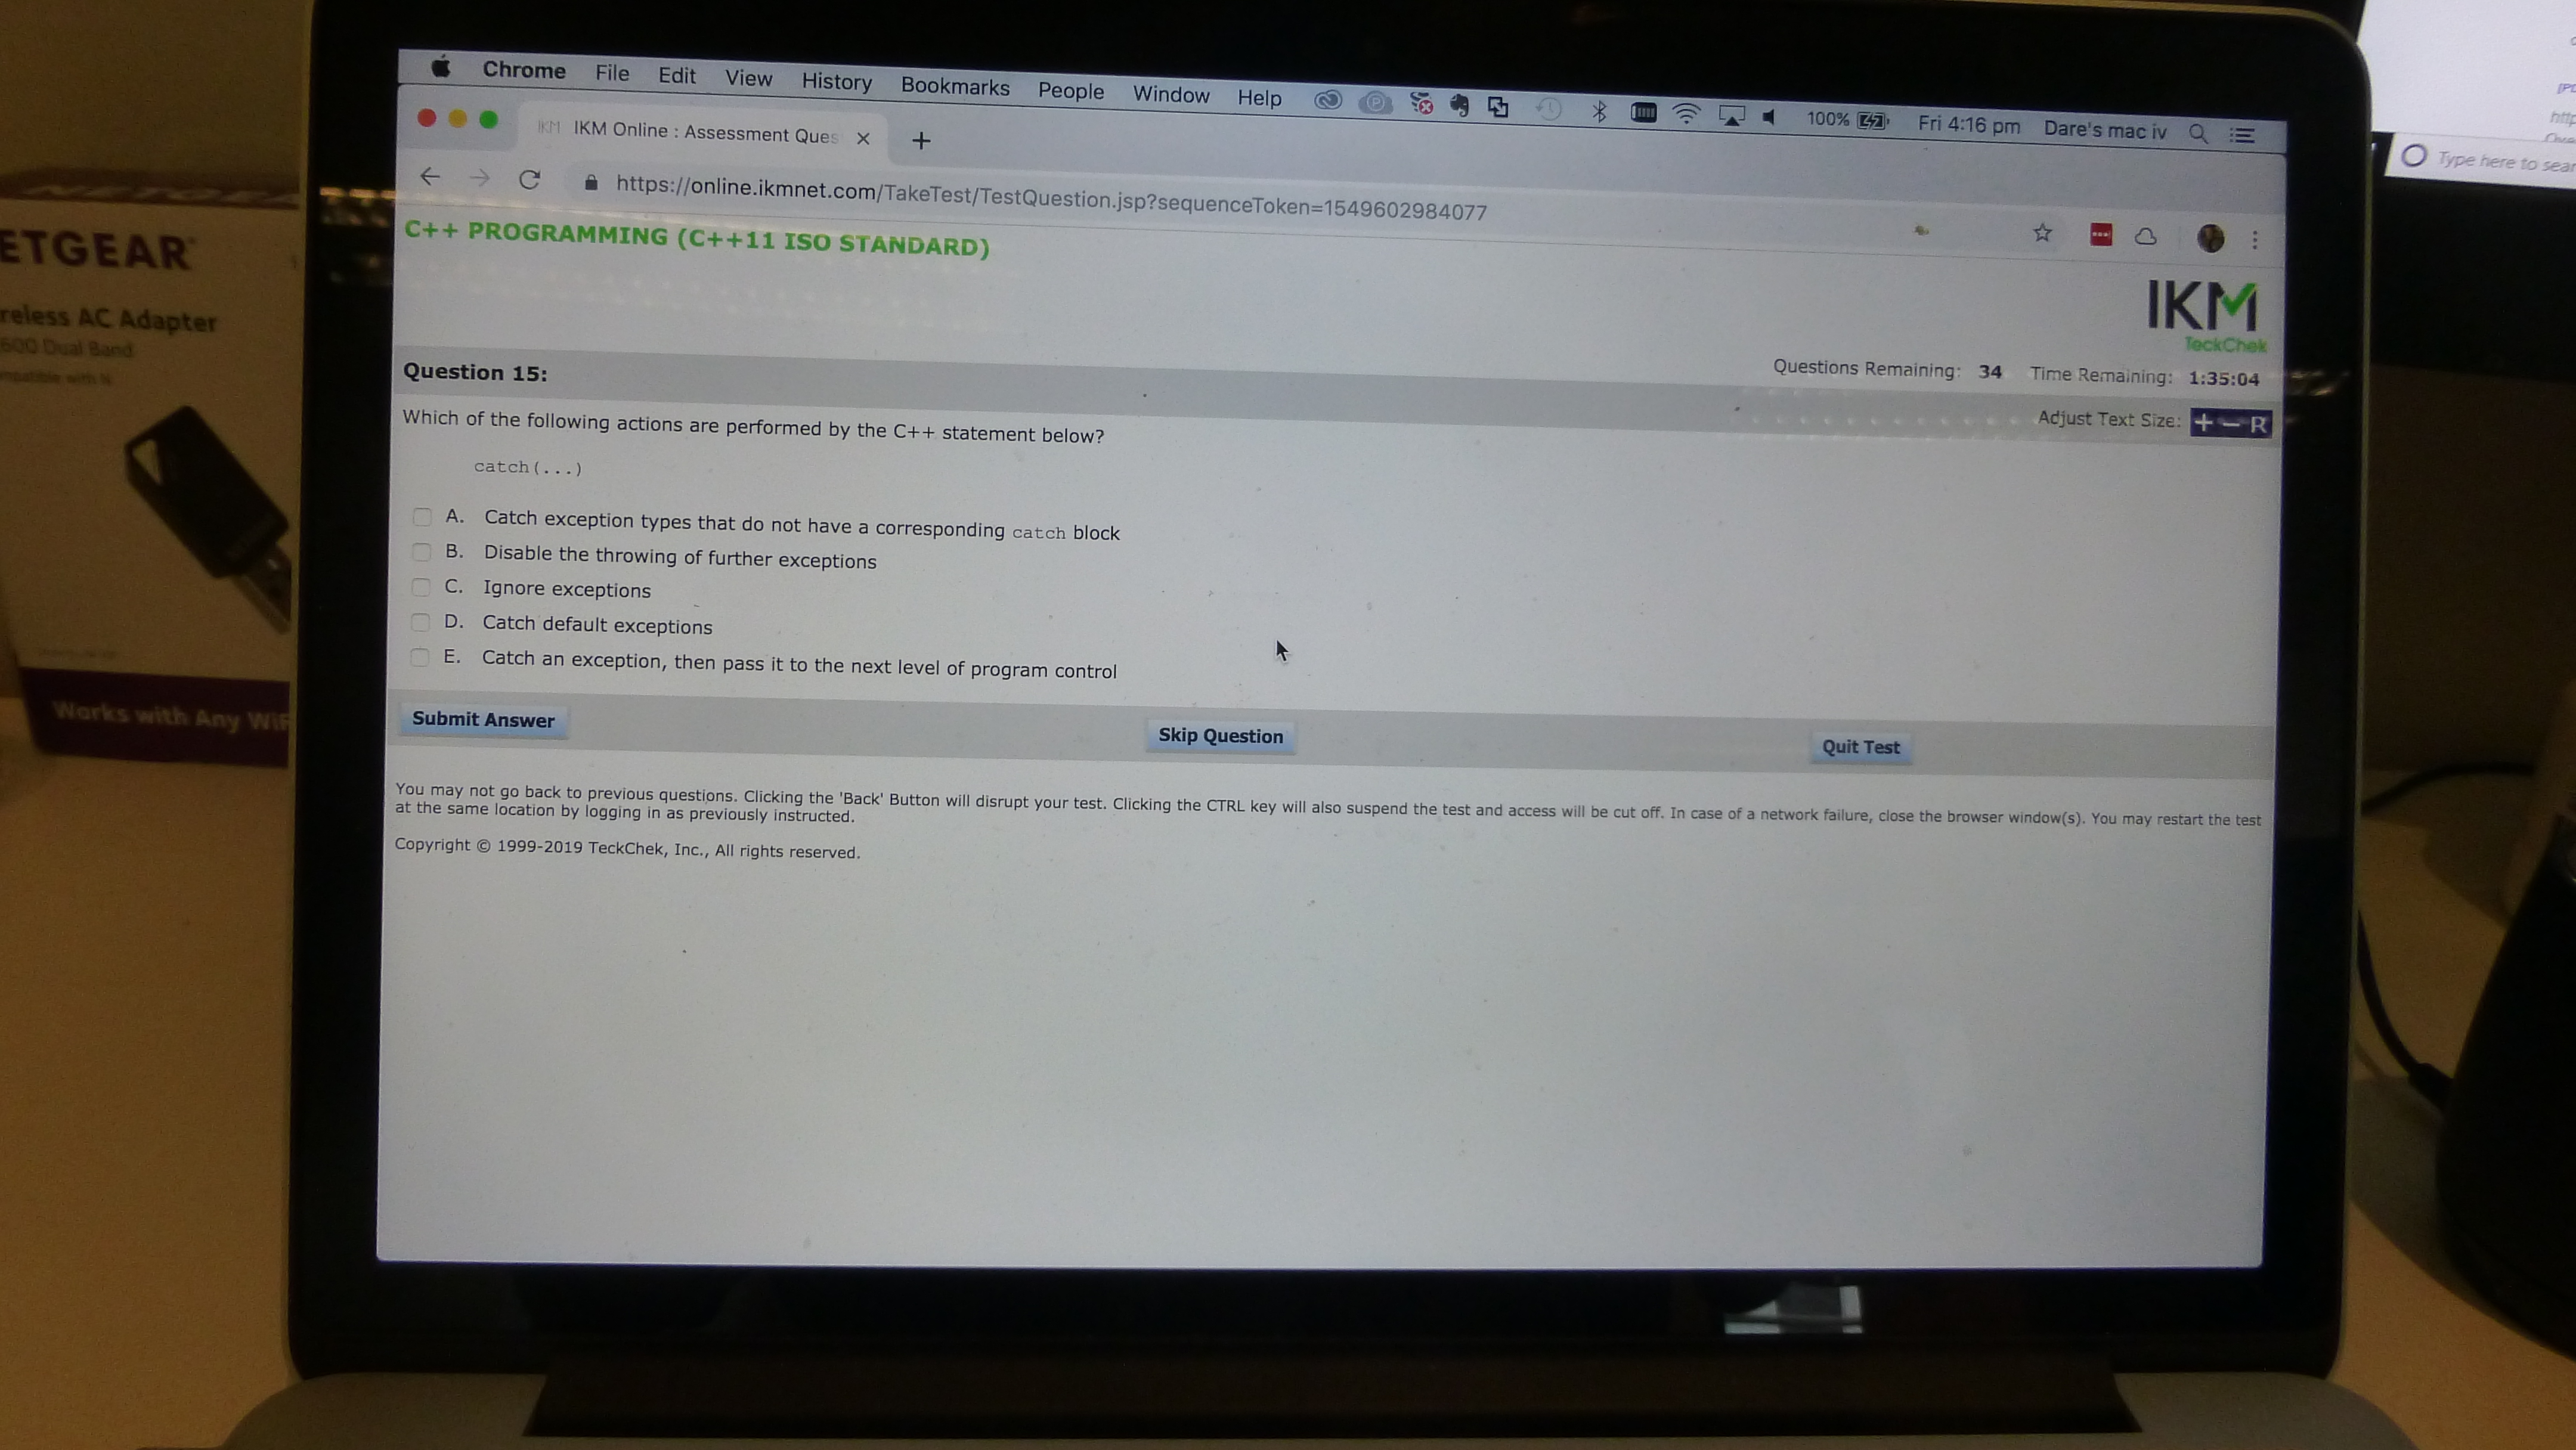 Chrome File Edit View History Bookmarks People Window Help 100% Fri 4:16 pm Dare's mac iv
IKM IKM Online : Assessment Ques
https://online.ikmnet.com/TakeTest/TestQuestion.jsp?sequenceToken=1549602984077
C++ PROGRAMMING (C++11 ISO STANDARD)
IKM
TeckChek
Question 15:
Questions Remaining: 34 Time Remaining: 1:35:04
Adjust Text Size: + - R
Which of the following actions are performed by the C++ statement below?
catch(...)
A. Catch exception types that do not have a corresponding catch block
B. Disable the throwing of further exceptions
C. Ignore exceptions
D. Catch default exceptions
E. Catch an exception, then pass it to the next level of program control
Submit Answer Skip Question Quit Test
You may not go back to previous questions. Clicking the 'Back' Button will disrupt your test. Clicking the CTRL key will also suspend the test and access will be cut off. In case of a network failure, close the browser window(s). You may restart the test
at the same location by logging in as previously instructed.
Copyright © 1999-2019 TeckChek, Inc., All rights reserved.
ETGEAR
reless AC Adapter
600 Dual Band
Works with Any WiF
Type here to sear
http